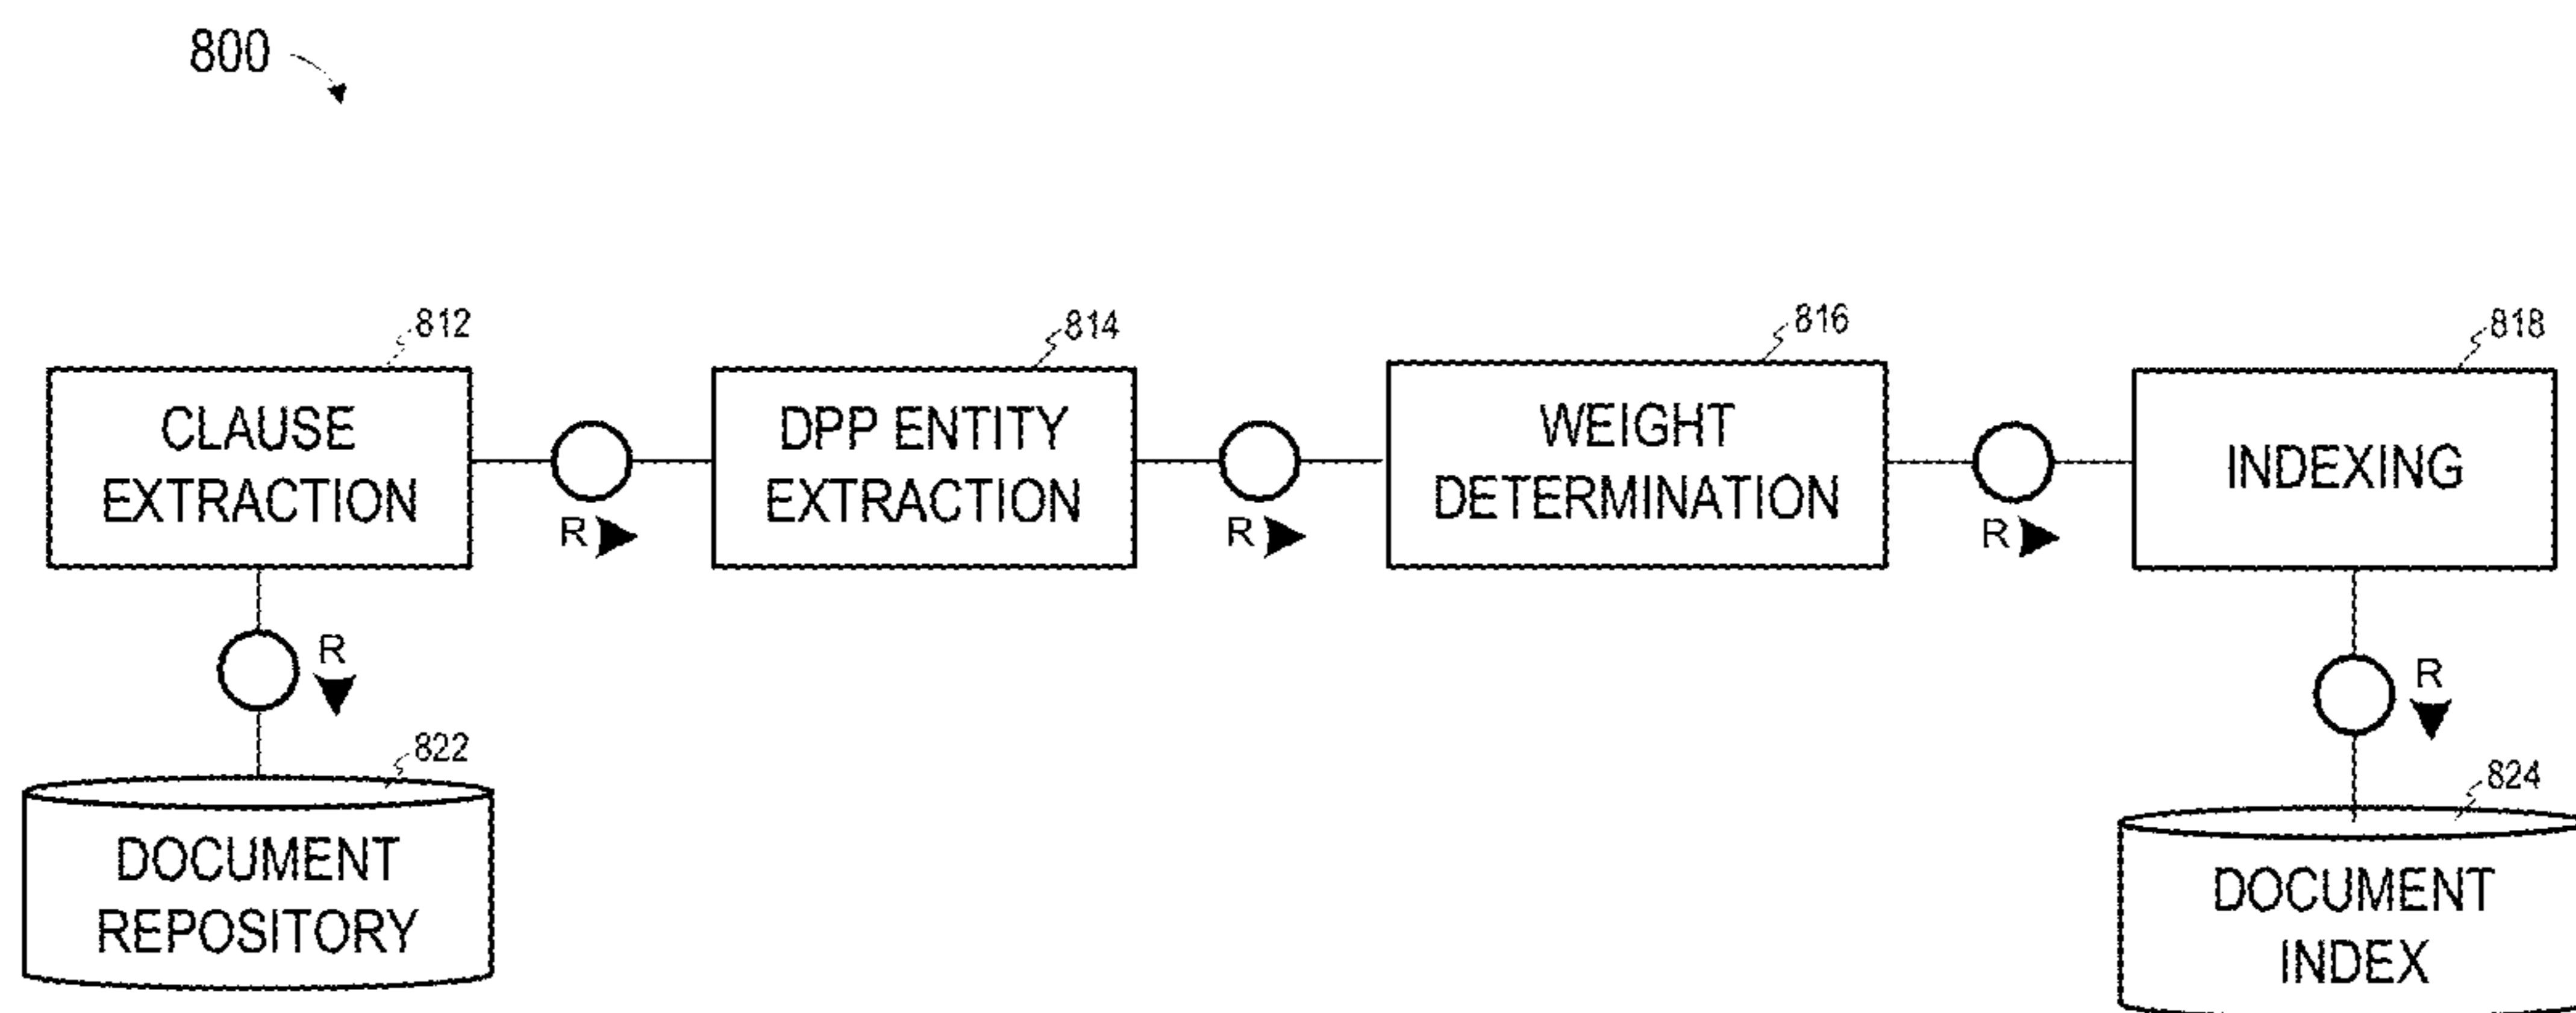 800
812
814
816
818
CLAUSE
EXTRACTION
DPP ENTITY
EXTRACTION
WEIGHT
DETERMINATION
INDEXING
R
R
R
R
R
822
824
DOCUMENT
REPOSITORY
DOCUMENT
INDEX